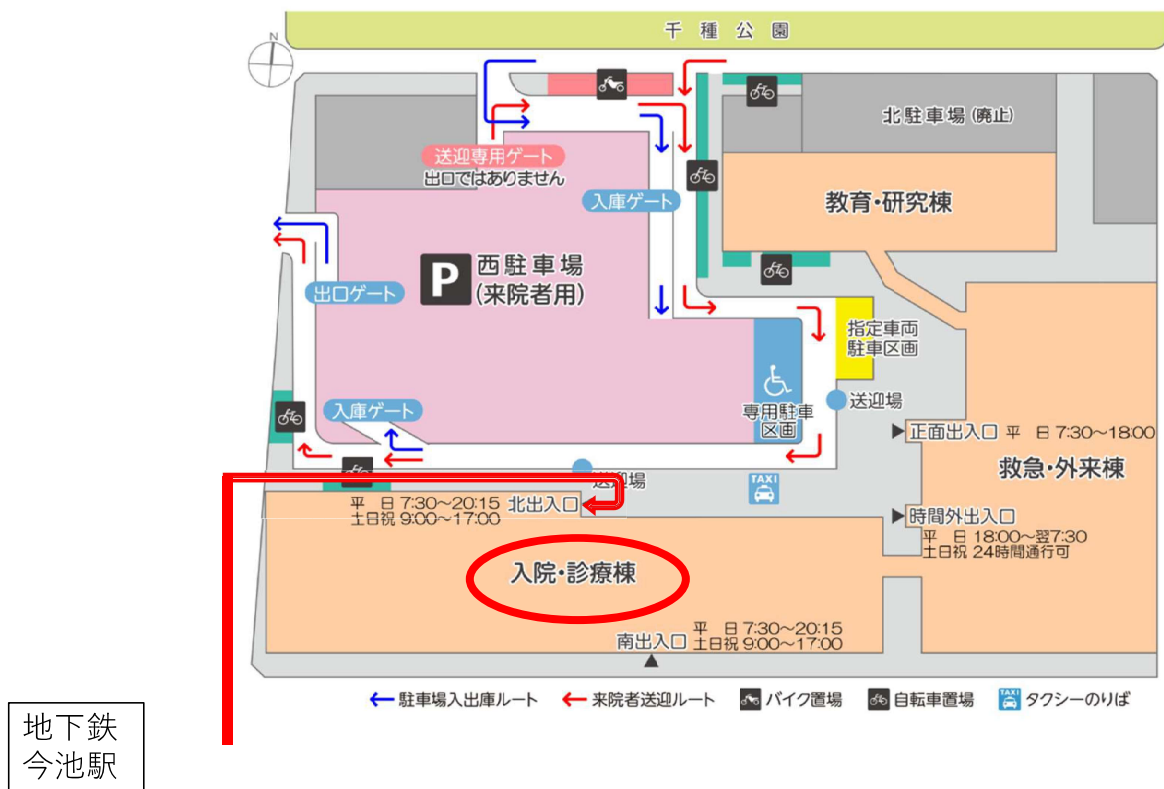 千種公園
N
北駐車場(廃止)
送迎専用ゲート
出口ではありません
入庫ゲート
教育・研究棟
P
西駐車場
(来院者用)
出口ゲート
指定車両
駐車区画
専用駐車
区画
送迎場
入庫ゲート
正面出入口 平 日 7:30~18:00
救急・外来棟
送迎場
TAXI
平 日 7:30~20:15
土日祝 9:00~17:00
北出入口
時間外出入口
平 日 18:00~翌7:30
土日祝 24時間通行可
入院・診療棟
南出入口
平 日 7:30~20:15
土日祝 9:00~17:00
駐車場入出庫ルート
来院者送迎ルート
バイク置場
自転車置場
TAXI
タクシーのりば
地下鉄
今池駅